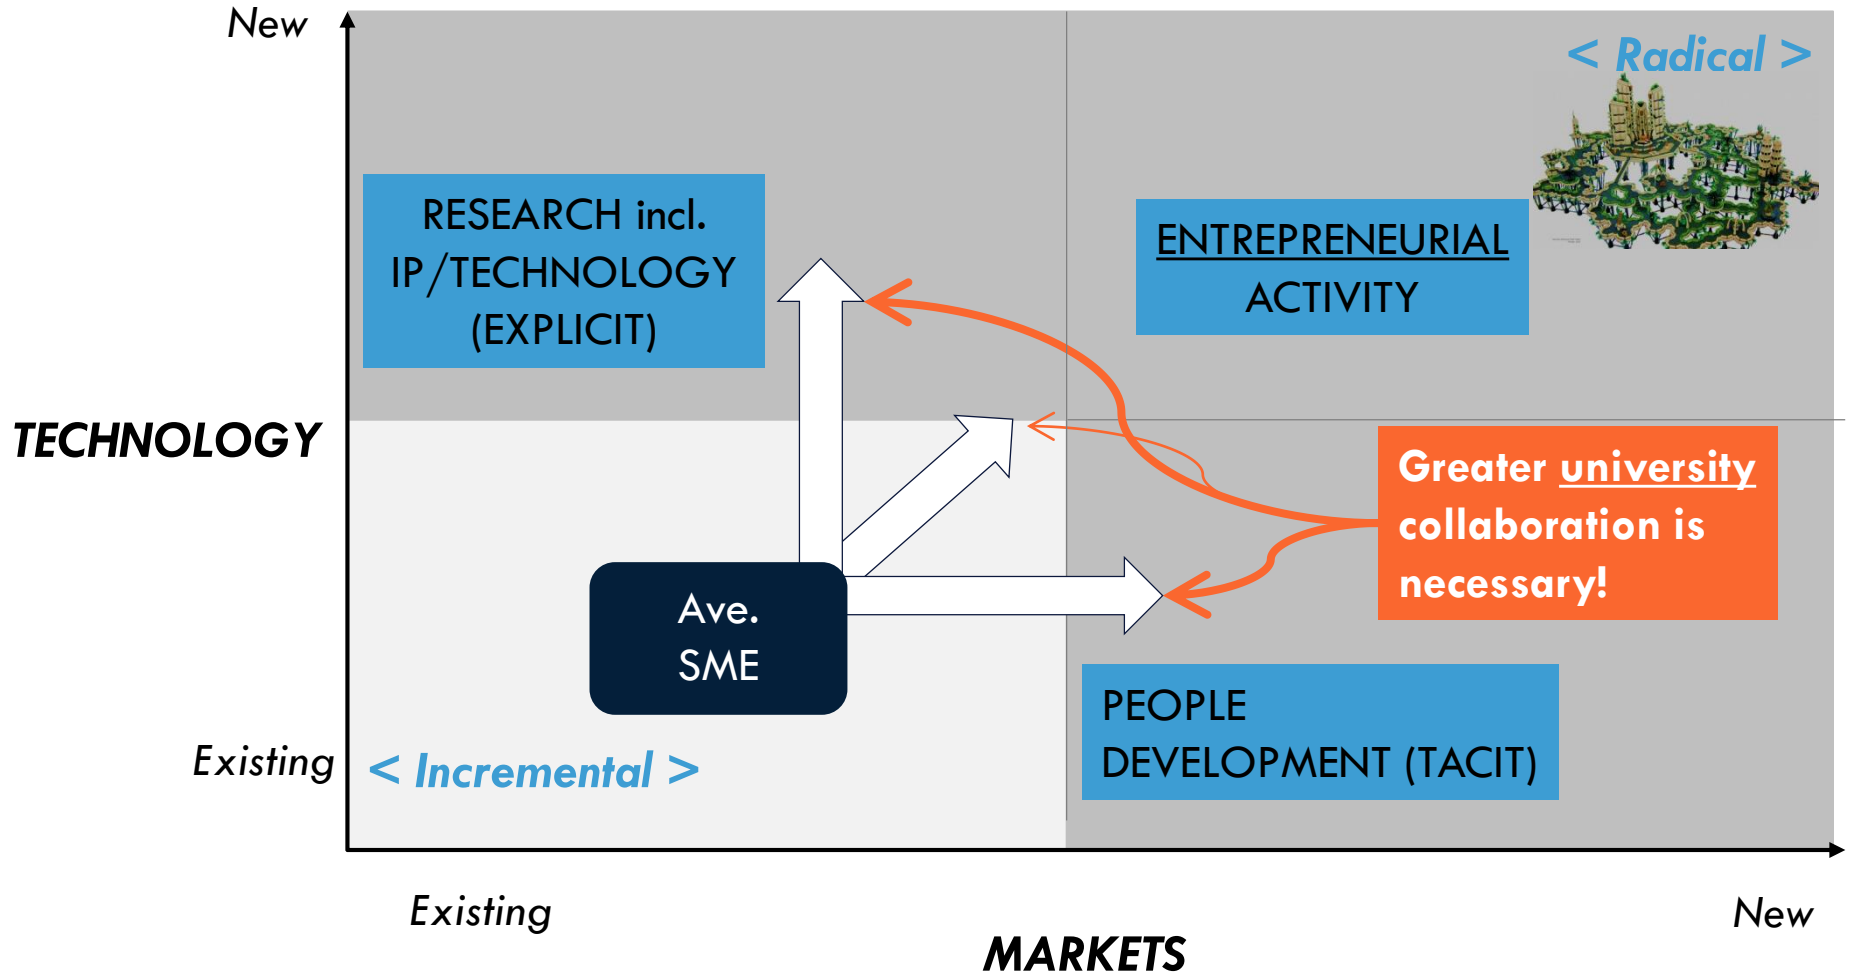 New
< Radical >
RESEARCH incl.
IP/TECHNOLOGY
(EXPLICIT)
ENTREPRENEURIAL
ACTIVITY
TECHNOLOGY
Greater university
collaboration is
necessary!
Ave.
SME
PEOPLE
DEVELOPMENT (TACIT)
Existing
< Incremental >
Existing
New
MARKETS